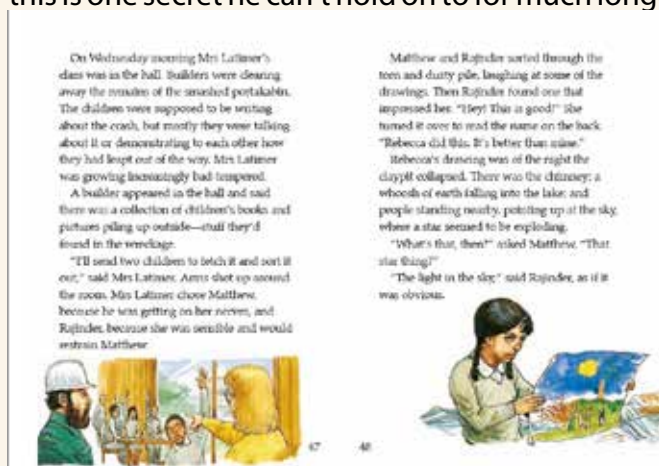 this is one secret he can't hold on to for much long
On Wednesday morning Mrs Latimer's
class was in the hall. Builders were clearing
away the remains of the smashed portakabin.
The children were supposed to be writing
about the crash, but mostly they were talking
about it or demonstrating to each other how
they had leapt out of the way. Mrs Latimer
was growing increasingly bad-tempered.
A builder appeared in the hall and said
there was a collection of children's books and
pictures piling up outside—stuff they'd
found in the wreckage.
"I'll send two children to fetch it and sort it
out," said Mrs Latimer. Arms shot up around
the room. Mrs Latimer chose Matthew,
because he was getting on her nerves, and
Rajinder, because she was sensible and would
restrain Matthew.
47
Matthew and Rajinder sorted through the
torn and dusty pile, laughing at some of the
drawings. Then Rajinder found one that
impressed her. "Hey! This is good!" She
turned it over to read the name on the back.
"Rebecca did this. It's better than mine."
Rebecca's drawing was of the night the
claypit collapsed. There was the chimney; a
whoosh of earth falling into the lake; and
people standing nearby, pointing up at the sky,
where a star seemed to be exploding.
"What's that, then?" asked Matthew. "That
star thing?"
"The light in the sky," said Rajinder, as if it
was obvious.
48